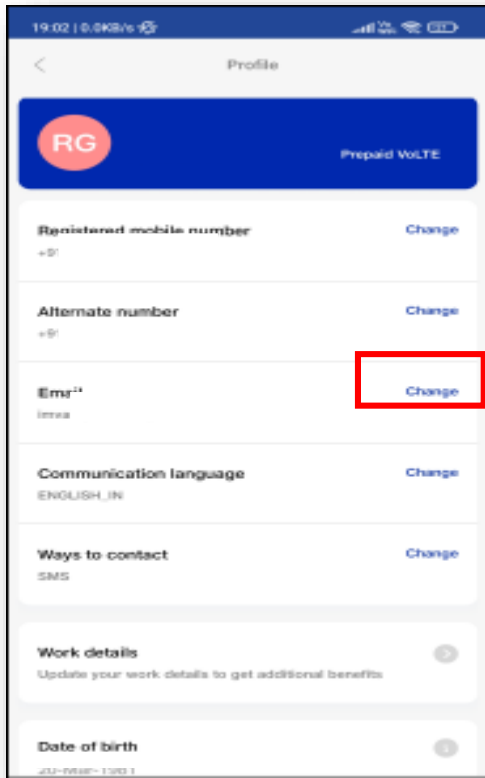 19:02 | 0.0KB/s
Profile
RG
Prepaid VoLTE
Registered mobile number
Change
+91
Alternate number
Change
+91
Email
Change
Communication language
Change
ENGLISH_IN
Ways to contact
Change
SMS
Work details
Update your work details to get additional benefits
Date of birth